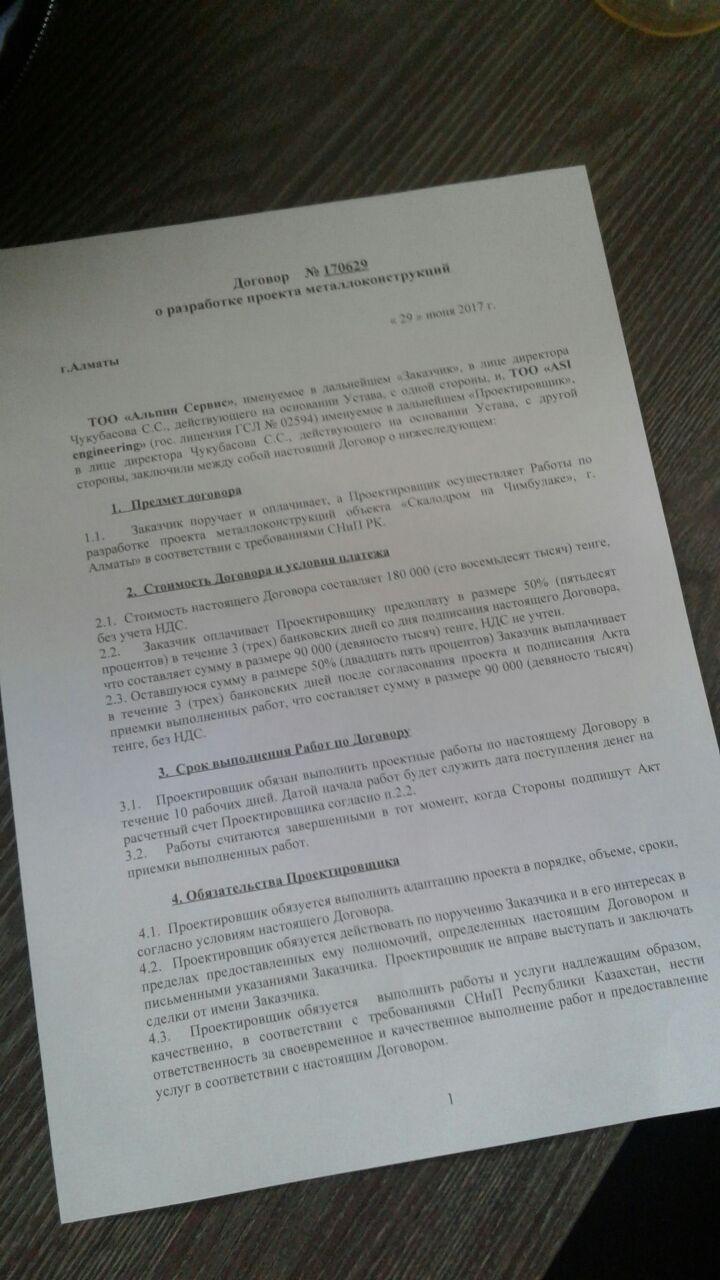 Договор № 170629
о разработке проекта металлоконструкций
« 29 » июня 2017 г.
г.Алматы
ТОО «Альпин Сервис», именуемое в дальнейшем «Заказчик», в лице директора
Чукубасова С.С., действующего на основании Устава, с одной стороны, и, ТОО «ASI
engineering» (гос. лицензия ГСЛ № 02594) именуемое в дальнейшем «Проектировщик»,
в лице директора Чукубасова С.С., действующего на основании Устава, с другой
стороны, заключили между собой настоящий Договор о нижеследующем:
1. Предмет договора
1.1. Заказчик поручает и оплачивает, а Проектировщик осуществляет Работы по
разработке проекта металлоконструкций объекта «Скалодром на Чимбулаке», г.
Алматы» в соответствии с требованиями СНиП РК.
2. Стоимость Договора и условия платежа
2.1. Стоимость настоящего Договора составляет 180 000 (сто восемьдесят тысяч) тенге,
без учета НДС.
2.2. Заказчик оплачивает Проектировщику предоплату в размере 50% (пятьдесят
процентов) в течение 3 (трех) банковских дней со дня подписания настоящего Договора,
что составляет сумму в размере 90 000 (девяносто тысяч) тенге, НДС не учтен.
2.3. Оставшуюся сумму в размере 50% (двадцать пять процентов) Заказчик выплачивает
в течение 3 (трех) банковских дней после согласования проекта и подписания Акта
приемки выполненных работ, что составляет сумму в размере 90 000 (девяносто тысяч)
тенге, без НДС.
3. Срок выполнения Работ по Договору
3.1. Проектировщик обязан выполнить проектные работы по настоящему Договору в
течение 10 рабочих дней. Датой начала работ будет служить дата поступления денег на
расчетный счет Проектировщика согласно п.2.2.
3.2. Работы считаются завершенными в тот момент, когда Стороны подпишут Акт
приемки выполненных работ.
4. Обязательства Проектировщика
4.1. Проектировщик обязуется выполнить адаптацию проекта в порядке, объеме, сроки,
согласно условиям настоящего Договора.
4.2. Проектировщик обязуется действовать по поручению Заказчика и в его интересах в
пределах предоставленных ему полномочий, определенных настоящим Договором и
письменными указаниями Заказчика. Проектировщик не вправе выступать и заключать
сделки от имени Заказчика.
4.3. Проектировщик обязуется выполнить работы и услуги надлежащим образом,
качественно, в соответствии с требованиями СНиП Республики Казахстан, нести
ответственность за своевременное и качественное выполнение работ и предоставление
услуг в соответствии с настоящим Договором.
1